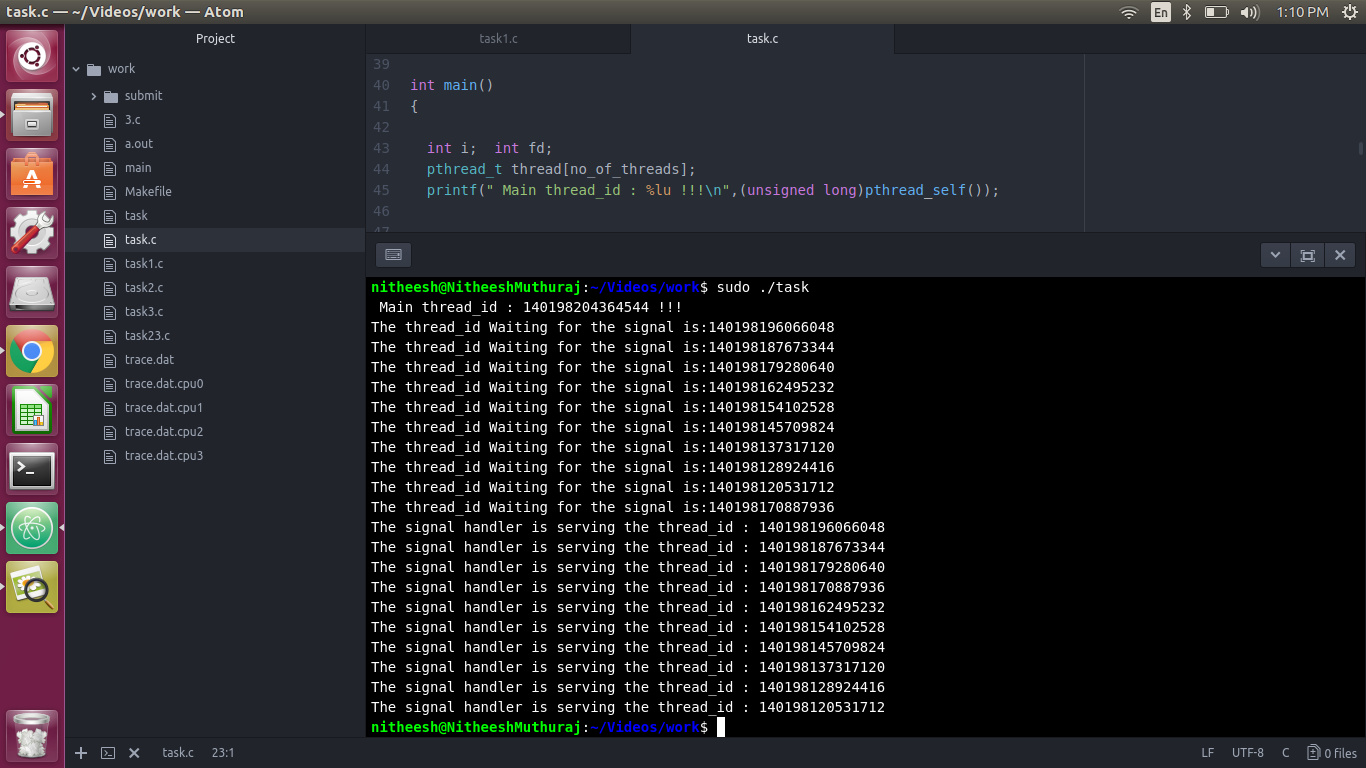 task.c — ~/Videos/work — Atom
En
1:10 PM
Project
work
submit
3.c
a.out
main
Makefile
task
task.c
task1.c
task2.c
task3.c
task23.c
trace.dat
trace.dat.cpu0
trace.dat.cpu1
trace.dat.cpu2
trace.dat.cpu3
task1.c
task.c
39
40 int main()
41 {
42
43 int i;  int fd;
44 pthread_t thread[no_of_threads];
45 printf(" Main thread_id : %lu !!!\n",(unsigned long)pthread_self());
46
47
nitheesh@NitheeshMuthuraj:~/Videos/work$ sudo ./task
Main thread_id : 140198204364544 !!!
The thread_id Waiting for the signal is:140198196066048
The thread_id Waiting for the signal is:140198187673344
The thread_id Waiting for the signal is:140198179280640
The thread_id Waiting for the signal is:140198162495232
The thread_id Waiting for the signal is:140198154102528
The thread_id Waiting for the signal is:140198145709824
The thread_id Waiting for the signal is:140198137317120
The thread_id Waiting for the signal is:140198128924416
The thread_id Waiting for the signal is:140198120531712
The thread_id Waiting for the signal is:140198170887936
The signal handler is serving the thread_id : 140198196066048
The signal handler is serving the thread_id : 140198187673344
The signal handler is serving the thread_id : 140198179280640
The signal handler is serving the thread_id : 140198170887936
The signal handler is serving the thread_id : 140198162495232
The signal handler is serving the thread_id : 140198154102528
The signal handler is serving the thread_id : 140198145709824
The signal handler is serving the thread_id : 140198137317120
The signal handler is serving the thread_id : 140198128924416
The signal handler is serving the thread_id : 140198120531712
nitheesh@NitheeshMuthuraj:~/Videos/work$
task.c 23:1
LF UTF-8 C 0 files